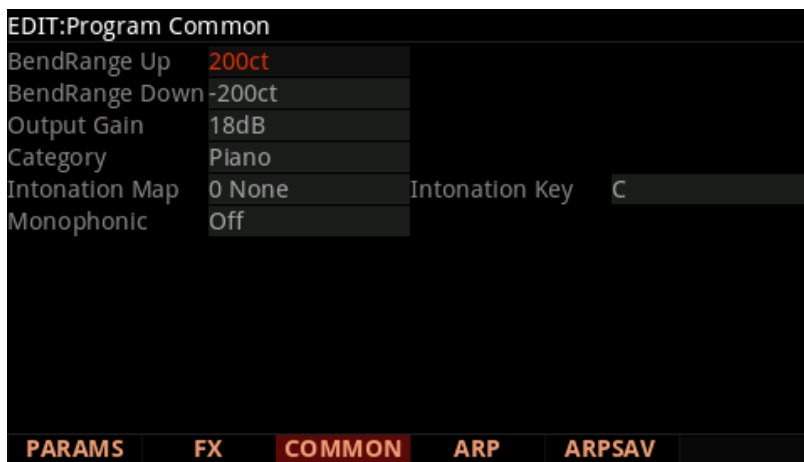 EDIT:Program Common
BendRange Up 200ct
BendRange Down -200ct
Output Gain 18dB
Category Piano
Intonation Map 0 None Intonation Key C
Monophonic Off
PARAMS FX COMMON ARP ARPSAV